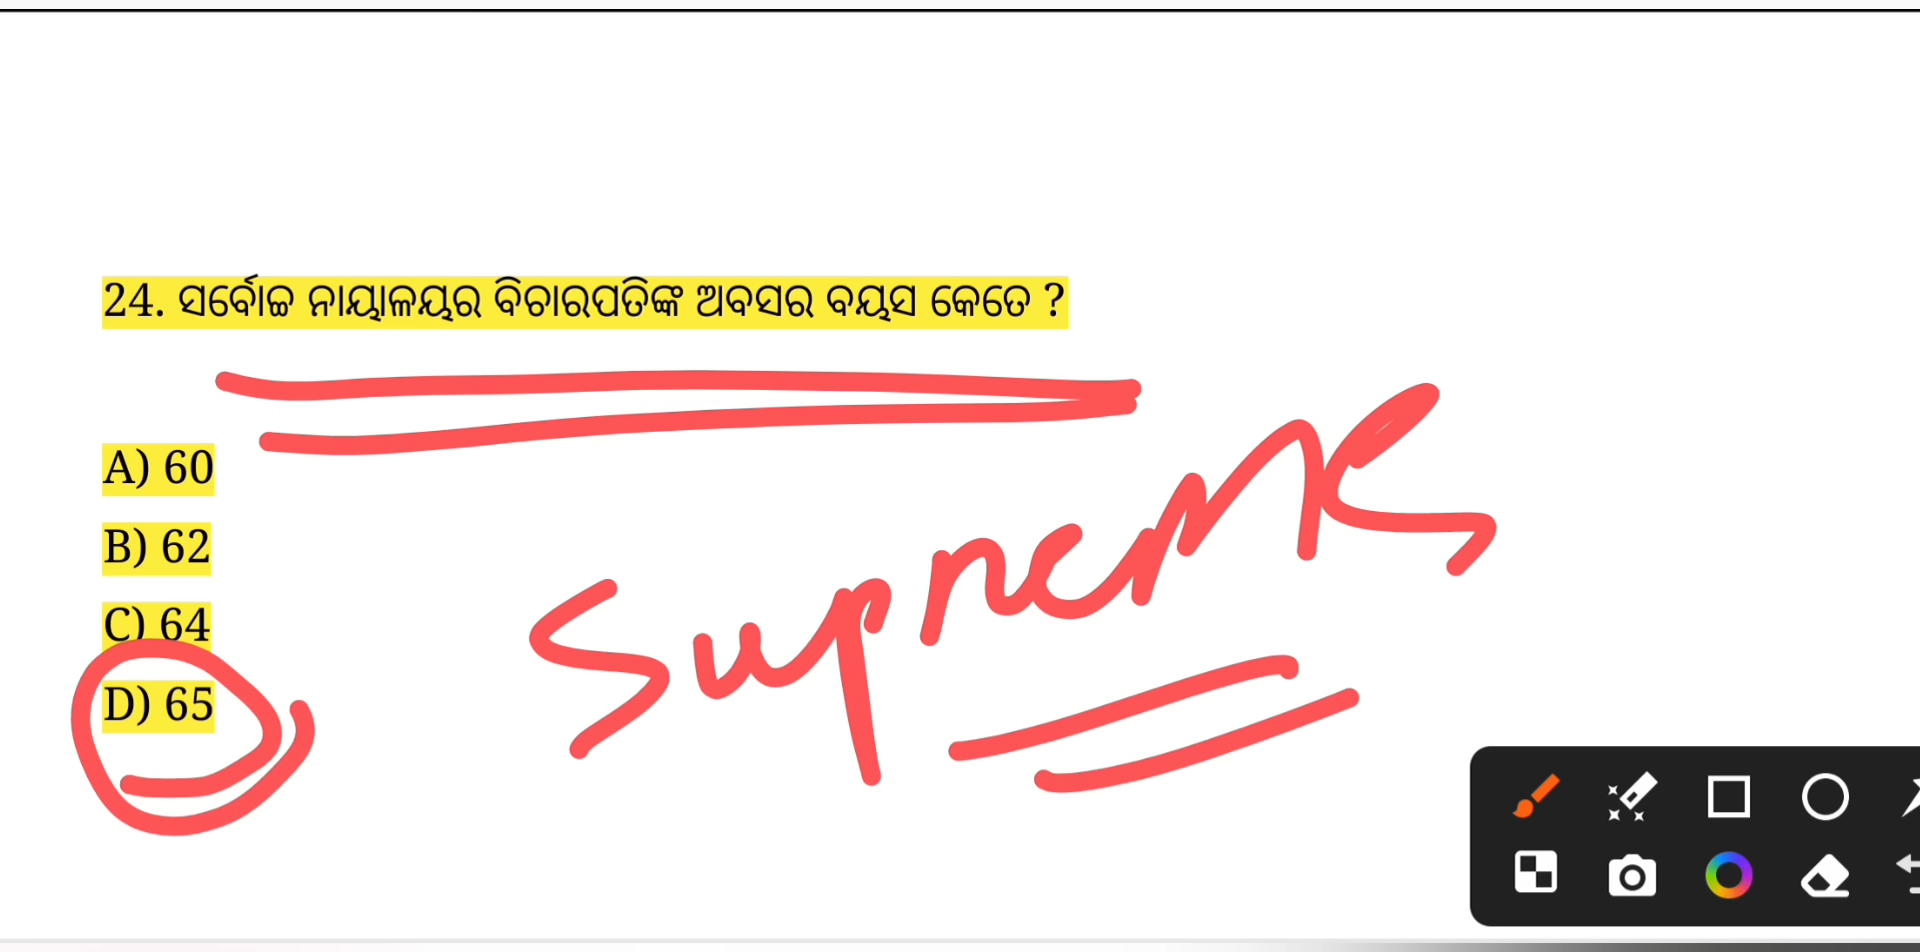 24. ସର୍ବୋଚ୍ଚ ନାୟାଳୟର ବିଚାରପତିଙ୍କ ଅବସର ବୟସ କେତେ ?
A) 60
B) 62
C) 64
D) 65
Supreme